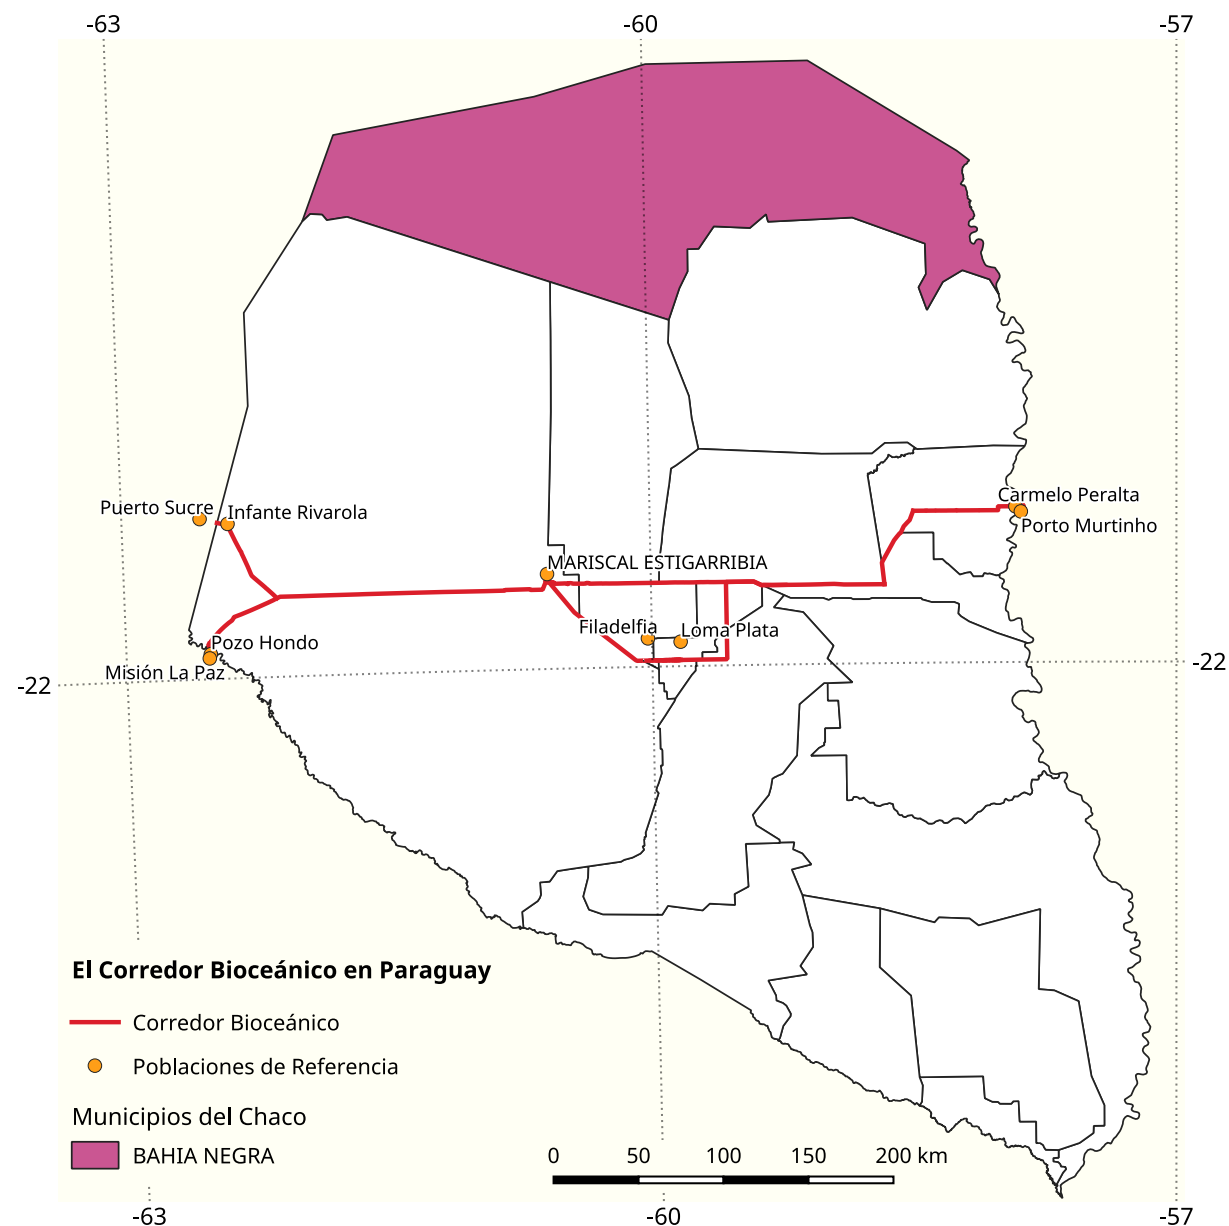 -63
-60
-57
Puerto Sucre
Infante Rivarola
Carmelo Peralta
Porto Murtinho
MARISCAL ESTIGARRIBIA
Filadelfia
Loma Plata
Pozo Hondo
Misión La Paz
-22
-22
El Corredor Bioceánico en Paraguay
Corredor Bioceánico
Poblaciones de Referencia
Municipios del Chaco
BAHIA NEGRA
0 50 100 150 200 km
-63
-60
-57